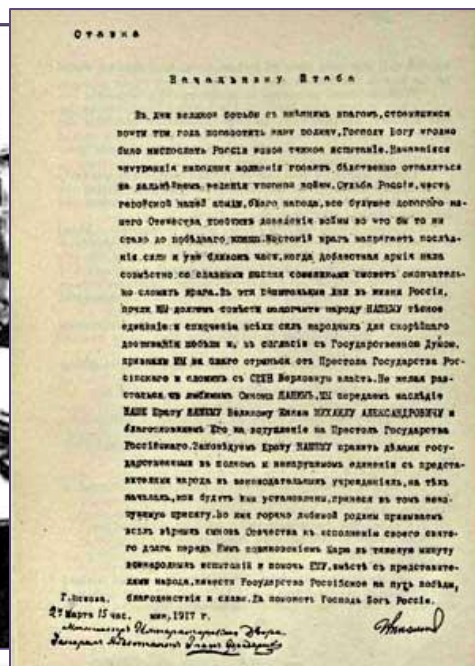 Ставка
Начальнику Штаба
Въ дни великой борьбы съ внѣшнимъ врагомъ, стремящимся
почти три года поработить нашу родину, Господу Богу угодно
было ниспослать Россіи новое тяжкое испытаніе. Начавшіяся
внутреннія народныя волненія грозятъ бѣдственно отразиться
на дальнѣйшемъ веденіи упорной войны. Судьба Россіи, честь
геройской нашей арміи, благо народа, все будущее дорогого на-
шего Отечества требуютъ доведенія войны во что бы то ни
стало до побѣднаго конца. Жестокій врагъ напрягаетъ послѣд-
нія силы и уже близокъ часъ, когда доблестная армія наша
совмѣстно со славными нашими союзниками сможетъ окончатель-
но сломить врага. Въ эти рѣшительные дни въ жизни Россіи,
почли МЫ долгомъ совѣсти облегчить народу НАШЕМУ тѣсное
единеніе и сплоченіе всѣхъ силъ народныхъ для скорѣйшаго
достиженія побѣды и, въ согласіи съ Государственною Думою,
признали МЫ за благо отречься отъ Престола Государства Рос-
сійскаго и сложить съ СЕБЯ Верховную власть. Не желая раз-
статься съ любимымъ Сыномъ НАШИМЪ, МЫ передаемъ наслѣдіе
НАШЕ Брату НАШЕМУ Великому Князю МИХАИЛУ АЛЕКСАНДРОВИЧУ и
благословляемъ Его на вступленіе на Престолъ Государства
Россійскаго. Заповѣдуемъ Брату НАШЕМУ править дѣлами госу-
дарственными въ полномъ и ненарушимомъ единеніи съ предста-
вителями народа въ законодательныхъ учрежденіяхъ, на тѣхъ
началахъ, кои будутъ ими установлены, принеся въ томъ нена-
рушимую присягу. Во имя горячо любимой родины призываемъ
всѣхъ вѣрныхъ сыновъ Отечества къ исполненію своего свято-
го долга передъ Нимъ повиновеніемъ Царю въ тяжелую минуту
всенародныхъ испытаній и помочь ЕМУ, вмѣстѣ съ представите-
лями народа, вывести Государство Россійское на путь побѣды,
благоденствія и славы. Да поможетъ Господь Богъ Россіи.
Г. Псковъ.
2 Марта 15 час. мин. 1917 г.
Николай
Министръ Императорскаго Двора
Генералъ Адъютантъ Графъ Фредериксъ